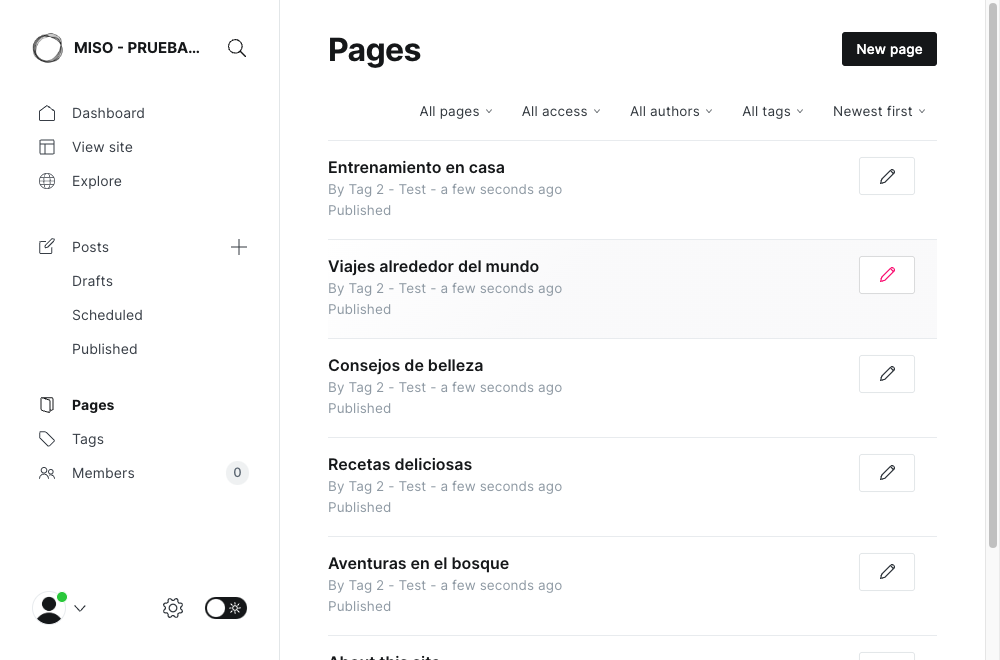 MISO - PRUEBA...
Dashboard
View site
Explore
Posts
Drafts
Scheduled
Published
Pages
Tags
Members
0
Pages
New page
All pages
All access
All authors
All tags
Newest first
Entrenamiento en casa
By Tag 2 - Test - a few seconds ago
Published
Viajes alrededor del mundo
By Tag 2 - Test - a few seconds ago
Published
Consejos de belleza
By Tag 2 - Test - a few seconds ago
Published
Recetas deliciosas
By Tag 2 - Test - a few seconds ago
Published
Aventuras en el bosque
By Tag 2 - Test - a few seconds ago
Published
About this site